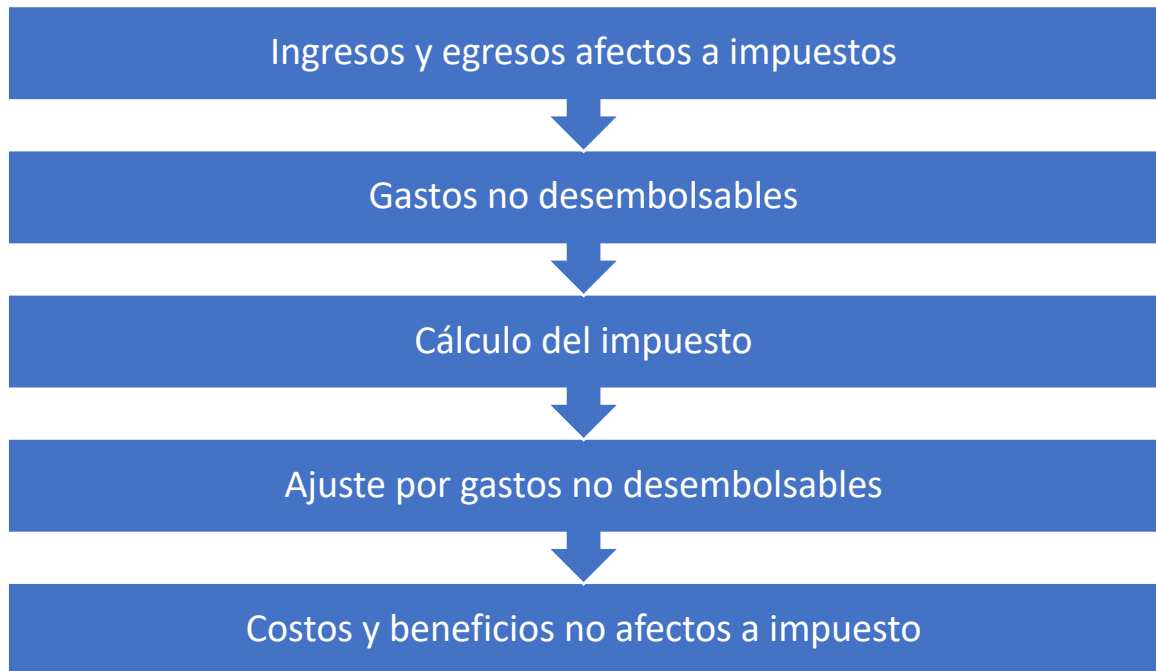 Ingresos y egresos afectos a impuestos
Gastos no desembolsables
Cálculo del impuesto
Ajuste por gastos no desembolsables
Costos y beneficios no afectos a impuesto